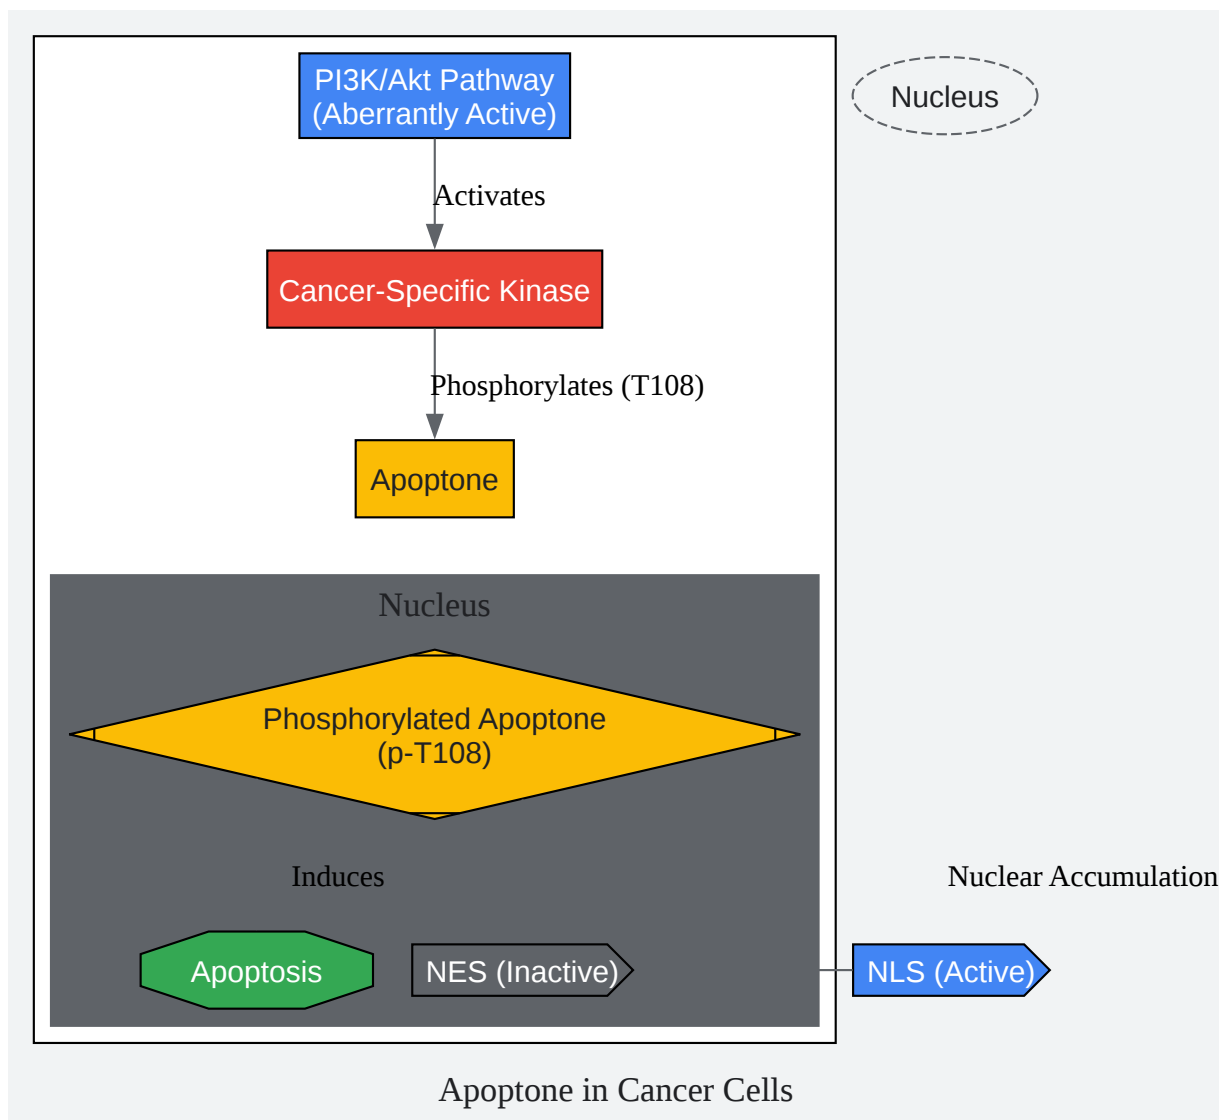 PI3K/Akt Pathway
(Aberrantly Active)
Nucleus
Activates
Cancer-Specific Kinase
Phosphorylates (T108)
Apoptone
Nucleus
Phosphorylated Apoptone
(p-T108)
Induces
Nuclear Accumulation
Apoptosis
NES (Inactive)
NLS (Active)
Apoptone in Cancer Cells